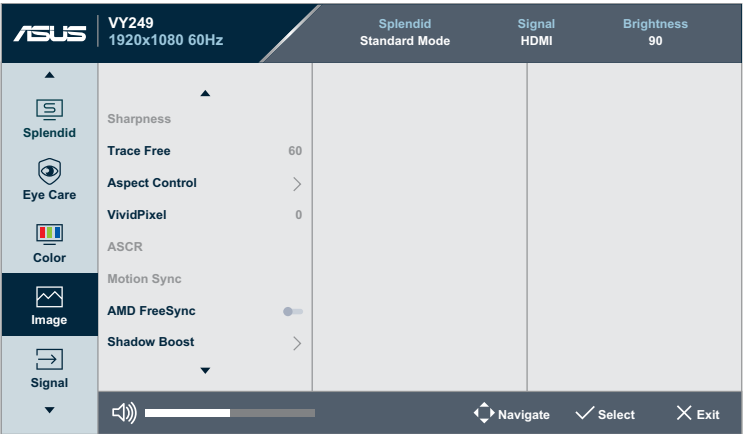 ASUS
VY249
1920x1080 60Hz
Splendid
Standard Mode
Signal
HDMI
Brightness
90
Splendid
Eye Care
Color
Image
Signal
Sharpness
Trace Free 60
Aspect Control
VividPixel 0
ASCR
Motion Sync
AMD FreeSync
Shadow Boost
Navigate
Select
Exit